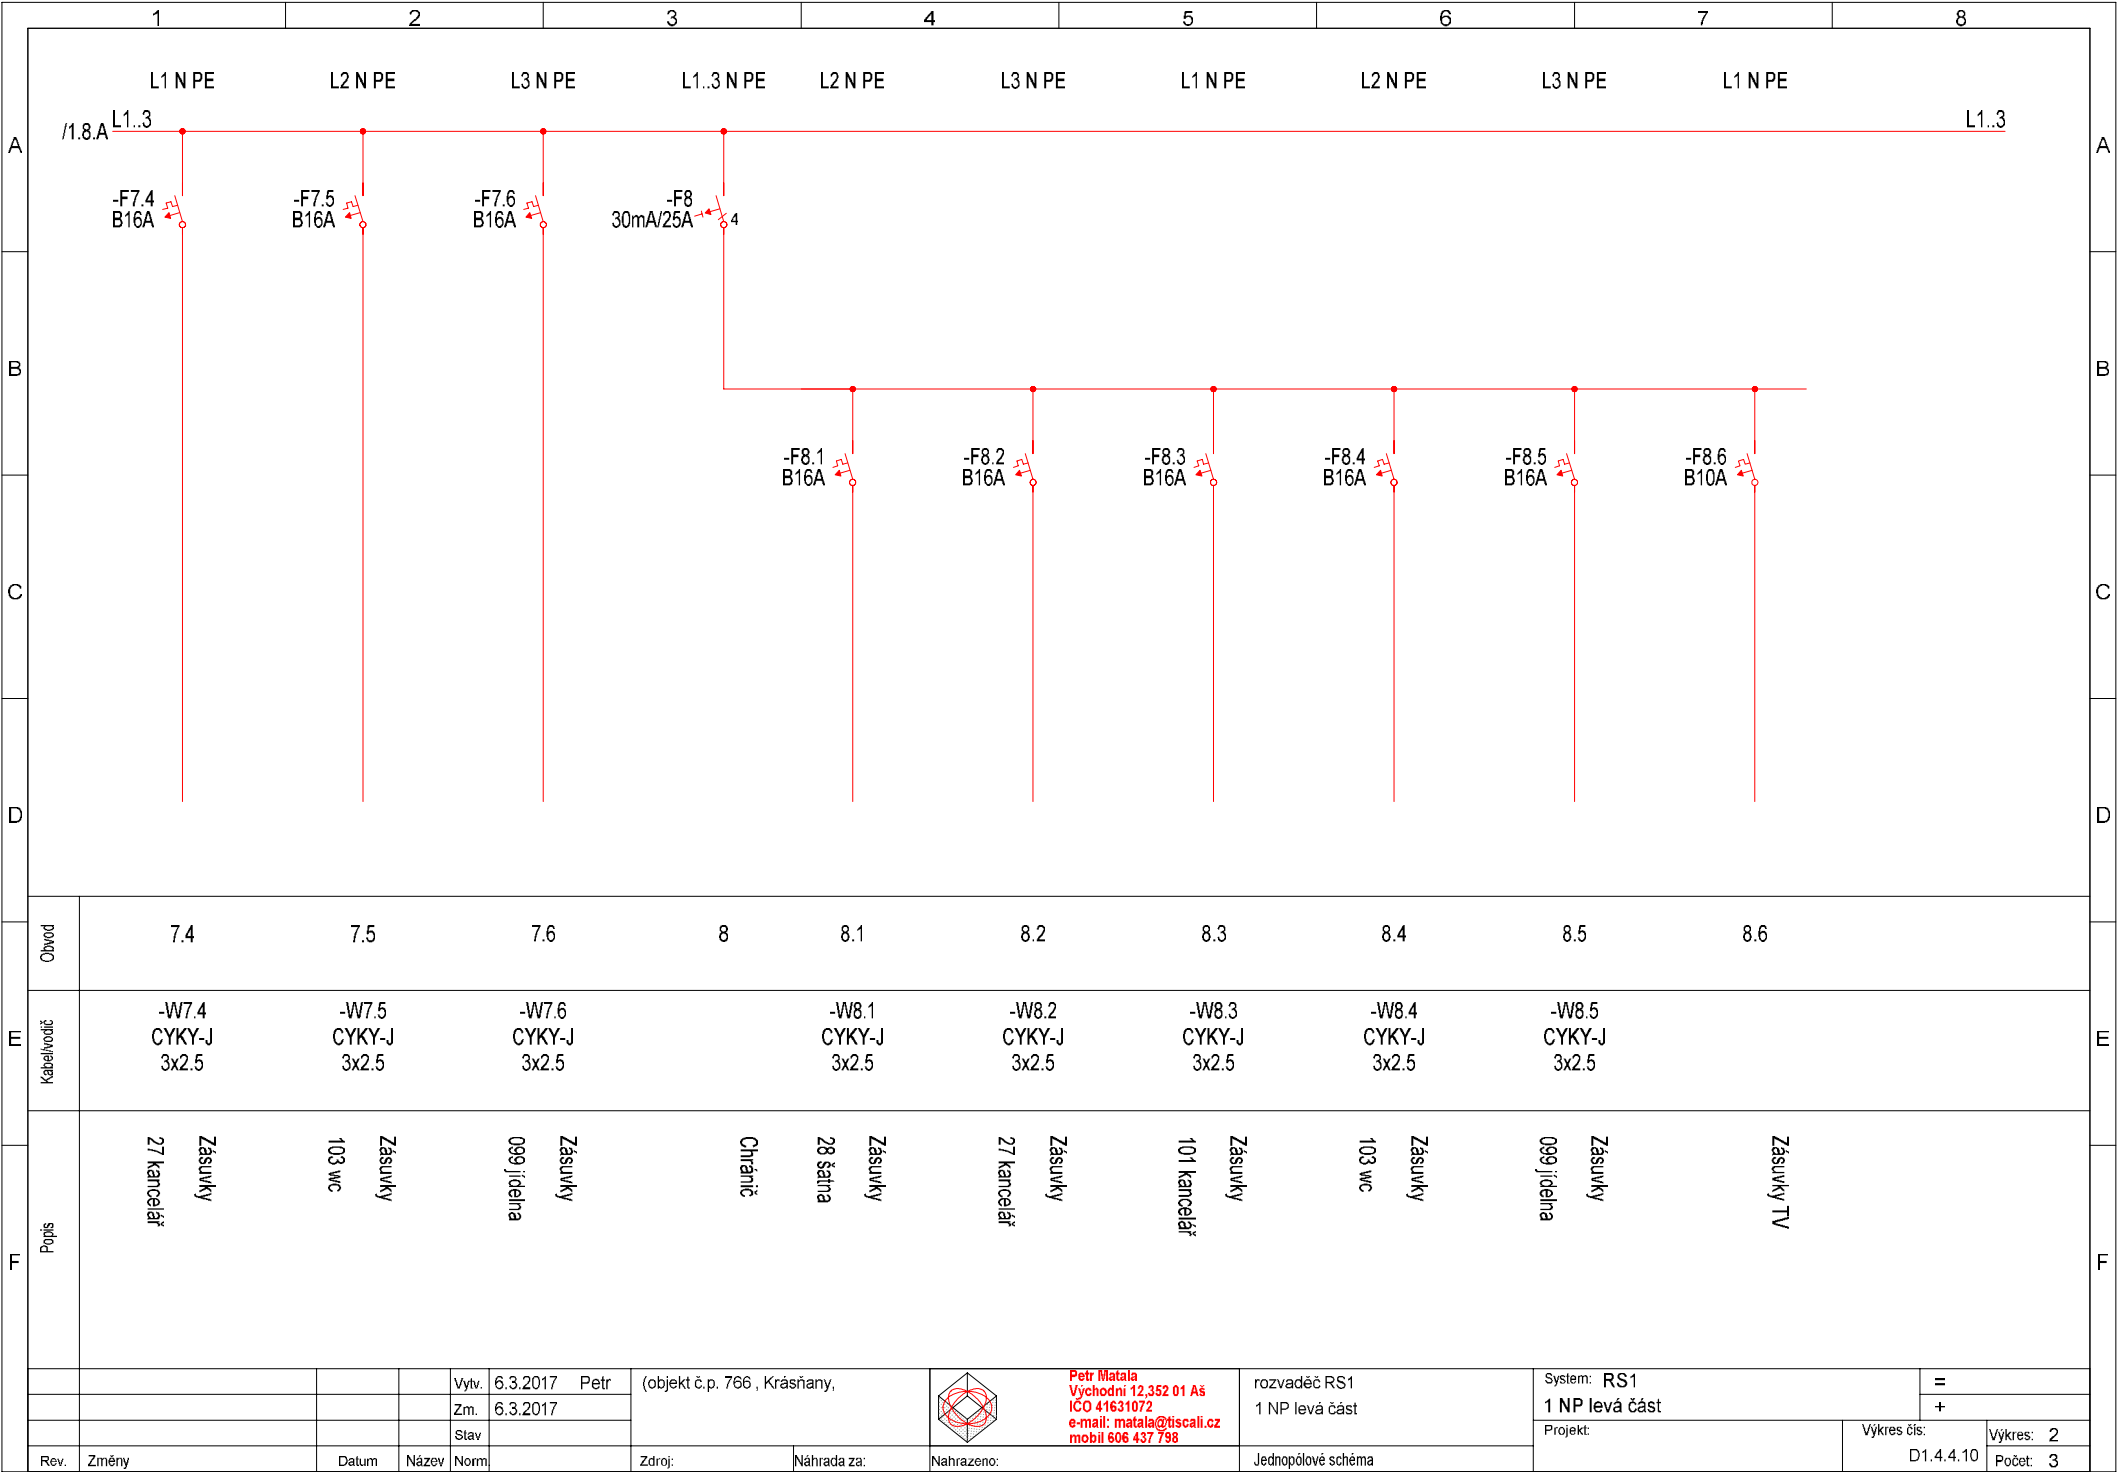 1 2 3 4 5 6 7 8
L1 N PE L2 N PE L3 N PE L1..3 N PE L2 N PE L3 N PE L1 N PE L2 N PE L3 N PE L1 N PE
/1.8.A L1..3 L1..3
A A
-F7.4 -F7.5 -F7.6 -F8
B16A B16A B16A 30mA/25A 4
B B
-F8.1 -F8.2 -F8.3 -F8.4 -F8.5 -F8.6
B16A B16A B16A B16A B16A B10A
C C
D D
Obvod 7.4 7.5 7.6 8 8.1 8.2 8.3 8.4 8.5 8.6
E E
Kabel/vodič
-W7.4 -W7.5 -W7.6 -W8.1 -W8.2 -W8.3 -W8.4 -W8.5
CYKY-J CYKY-J CYKY-J CYKY-J CYKY-J CYKY-J CYKY-J CYKY-J
3x2.5 3x2.5 3x2.5 3x2.5 3x2.5 3x2.5 3x2.5 3x2.5
Popis
Zásuvky
27 kancelář
Zásuvky
103 wc
Zásuvky
099 jídelna
Chránič
Zásuvky
28 šatna
Zásuvky
27 kancelář
Zásuvky
101 kancelář
Zásuvky
103 wc
Zásuvky
099 jídelna
Zásuvky TV
F F
Vytv. 6.3.2017 Petr
Zm. 6.3.2017
Stav
Rev. Změny Datum Název Norm
(objekt č.p. 766 , Krásňany,
Zdroj: Náhrada za: Nahrazeno:
Petr Matala
Východní 12,352 01 Aš
IČO 41631072
e-mail: matala@tiscali.cz
mobil 606 437 798
rozvaděč RS1
1 NP levá část
Jednopólové schéma
System: RS1
1 NP levá část
=
+
Projekt:
Výkres čís:
D1.4.4.10
Výkres: 2
Počet: 3